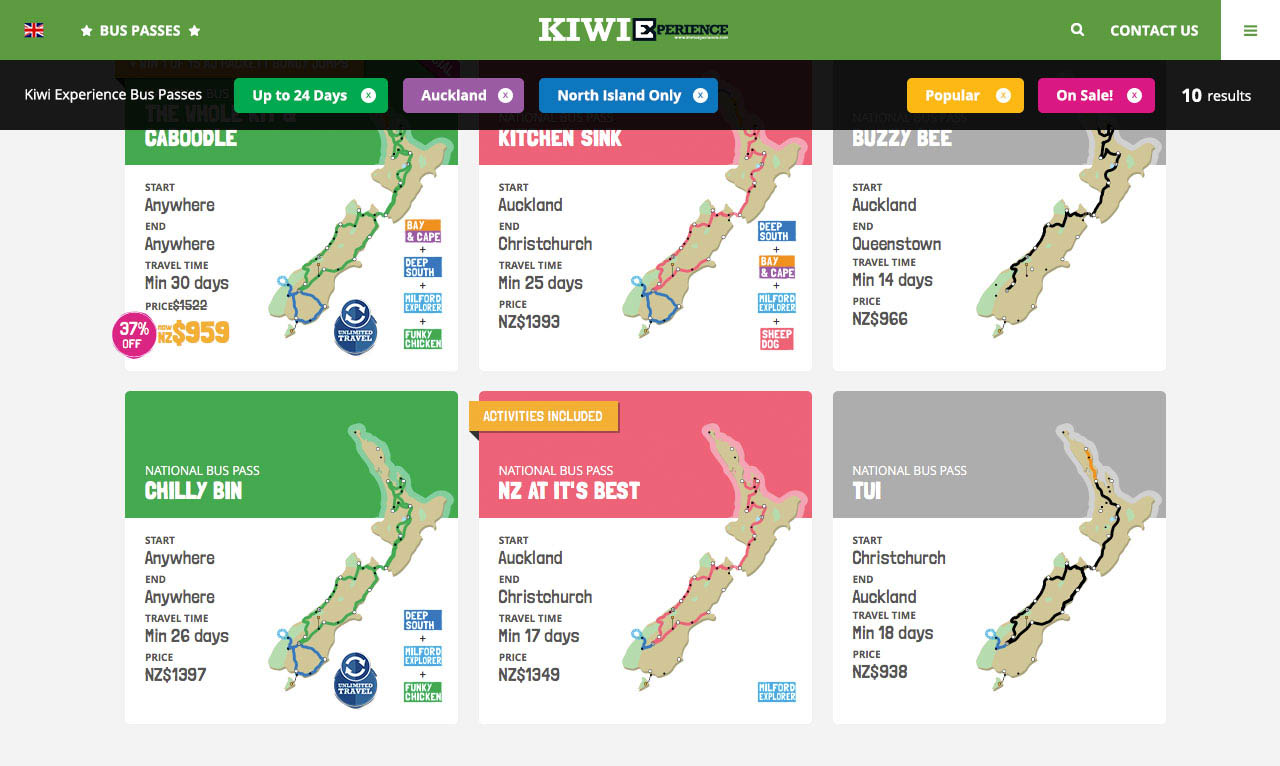 ★ BUS PASSES ★
KIWI EXPERIENCE
CONTACT US
Kiwi Experience Bus Passes
Up to 24 Days x
Auckland x
North Island Only x
Popular x
On Sale! x
10 results
THE WHOLE KIT &
CABOODLE
START
Anywhere
END
Anywhere
TRAVEL TIME
Min 30 days
PRICE $1522
now NZ$959
37%
OFF
UNLIMITED
TRAVEL
BAY
& CAPE
+
DEEP
SOUTH
+
MILFORD
EXPLORER
+
FUNKY
CHICKEN
NATIONAL BUS PASS
KITCHEN SINK
START
Auckland
END
Christchurch
TRAVEL TIME
Min 25 days
PRICE
NZ$1393
DEEP
SOUTH
+
BAY
& CAPE
+
MILFORD
EXPLORER
+
SHEEP
DOG
NATIONAL BUS PASS
BUZZY BEE
START
Auckland
END
Queenstown
TRAVEL TIME
Min 14 days
PRICE
NZ$966
NATIONAL BUS PASS
CHILLY BIN
START
Anywhere
END
Anywhere
TRAVEL TIME
Min 26 days
PRICE
NZ$1397
UNLIMITED
TRAVEL
DEEP
SOUTH
+
MILFORD
EXPLORER
+
FUNKY
CHICKEN
ACTIVITIES INCLUDED
NATIONAL BUS PASS
NZ AT IT'S BEST
START
Auckland
END
Christchurch
TRAVEL TIME
Min 17 days
PRICE
NZ$1349
MILFORD
EXPLORER
NATIONAL BUS PASS
TUI
START
Christchurch
END
Auckland
TRAVEL TIME
Min 18 days
PRICE
NZ$938